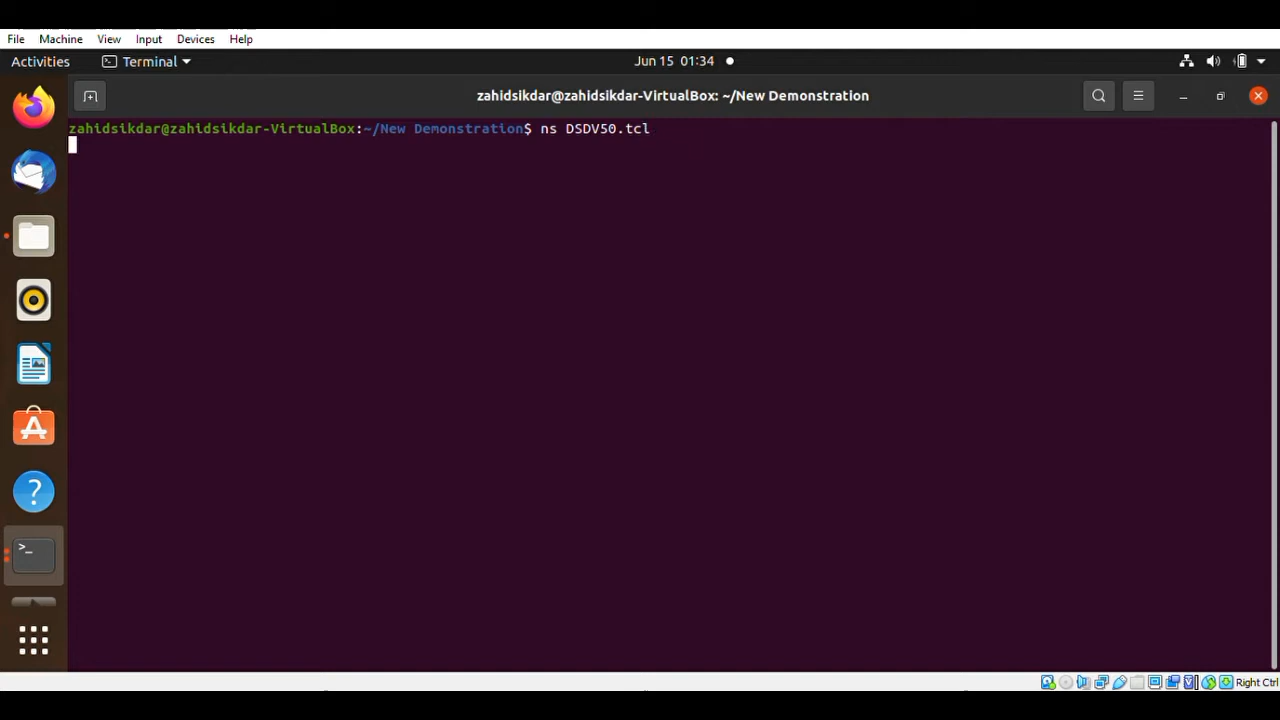 File Machine View Input Devices Help
Activities Terminal Jun 15 01:34
zahidsikdar@zahidsikdar-VirtualBox: ~/New Demonstration
zahidsikdar@zahidsikdar-VirtualBox:~/New Demonstration$ ns DSDV50.tcl
Right Ctrl